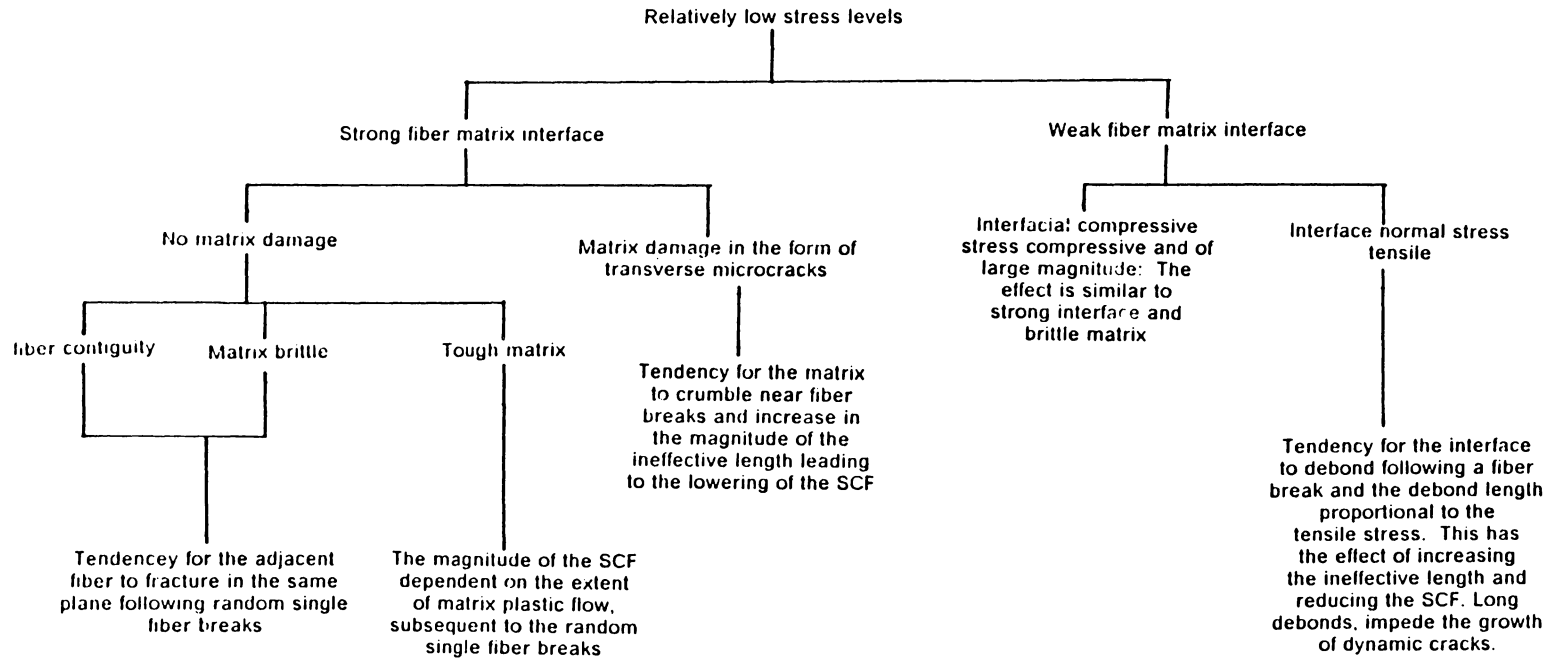 Relatively low stress levels
Strong fiber matrix interface
Weak fiber matrix interface
No matrix damage
Matrix damage in the form of
transverse microcracks
Interfacial compressive
stress compressive and of
large magnitude: The
effect is similar to
strong interface and
brittle matrix
Interface normal stress
tensile
fiber contiguity
Matrix brittle
Tough matrix
Tendency for the matrix
to crumble near fiber
breaks and increase in
the magnitude of the
ineffective length leading
to the lowering of the SCF
Tendencey for the adjacent
fiber to fracture in the same
plane following random single
fiber breaks
The magnitude of the SCF
dependent on the extent
of matrix plastic flow,
subsequent to the random
single fiber breaks
Tendency for the interface
to debond following a fiber
break and the debond length
proportional to the
tensile stress. This has
the effect of increasing
the ineffective length and
reducing the SCF. Long
debonds, impede the growth
of dynamic cracks.